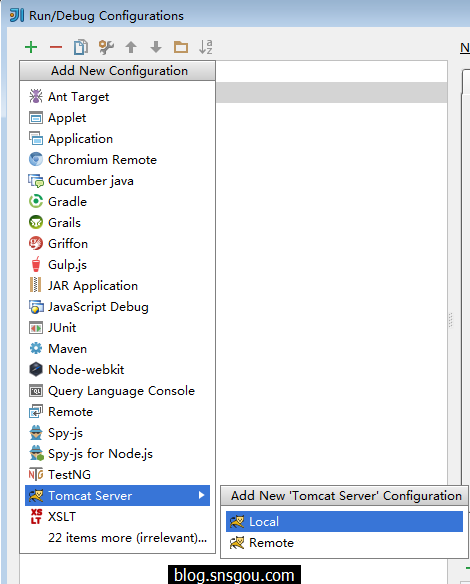 Run/Debug Configurations
Add New Configuration
Ant Target
Applet
Application
Chromium Remote
Cucumber java
Gradle
Grails
Griffon
Gulp.js
JAR Application
JavaScript Debug
JUnit
Maven
Node-webkit
Query Language Console
Remote
Spy-js
Spy-js for Node.js
TestNG
Tomcat Server
XSLT
22 items more (irrelevant)...
Add New 'Tomcat Server' Configuration
Local
Remote
blog.snsgou.com